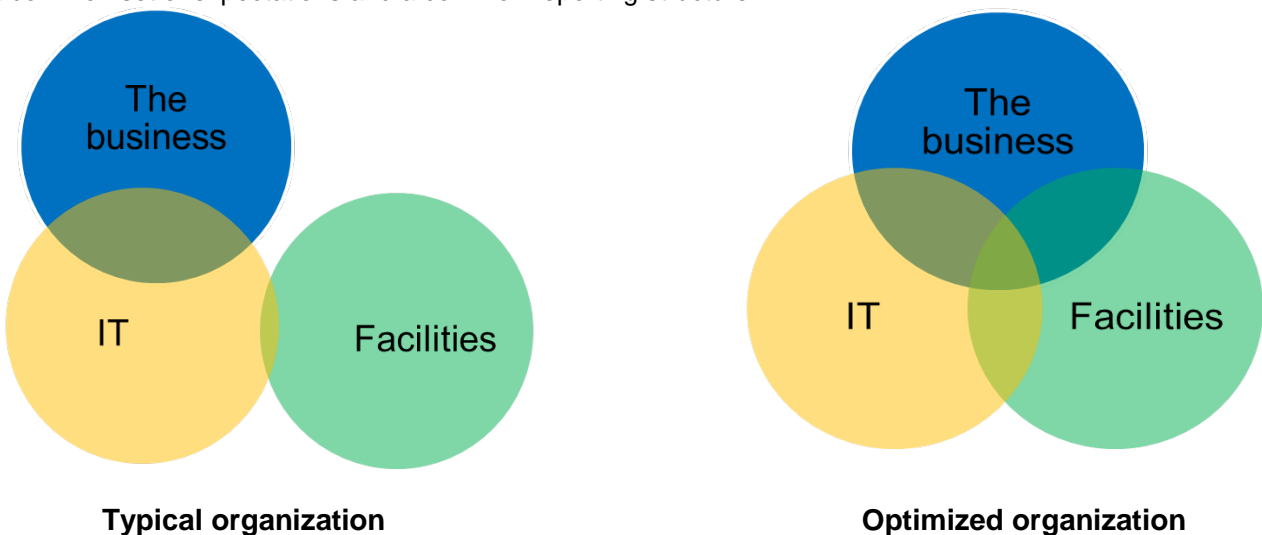 The
business
IT
Facilities
Typical organization
The
business
IT
Facilities
Optimized organization